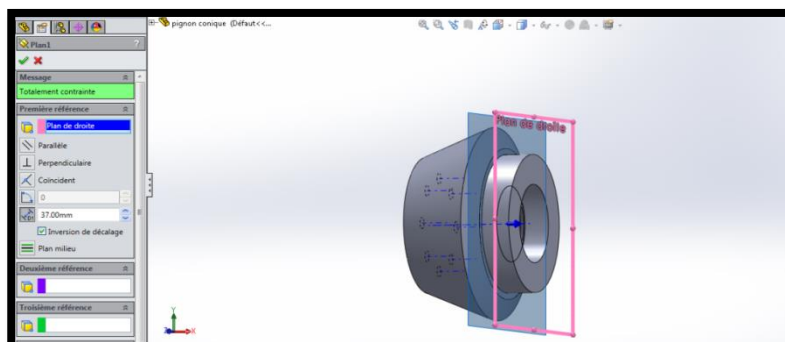 pignon conique (Défaut<<...
Plan1
?
Message
Totalement contrainte
Première référence
Plan de droite
Parallèle
Perpendiculaire
Coïncident
0
37.00mm
Inversion de décalage
Plan milieu
Deuxième référence
Troisième référence
Plan de droite
Y
X